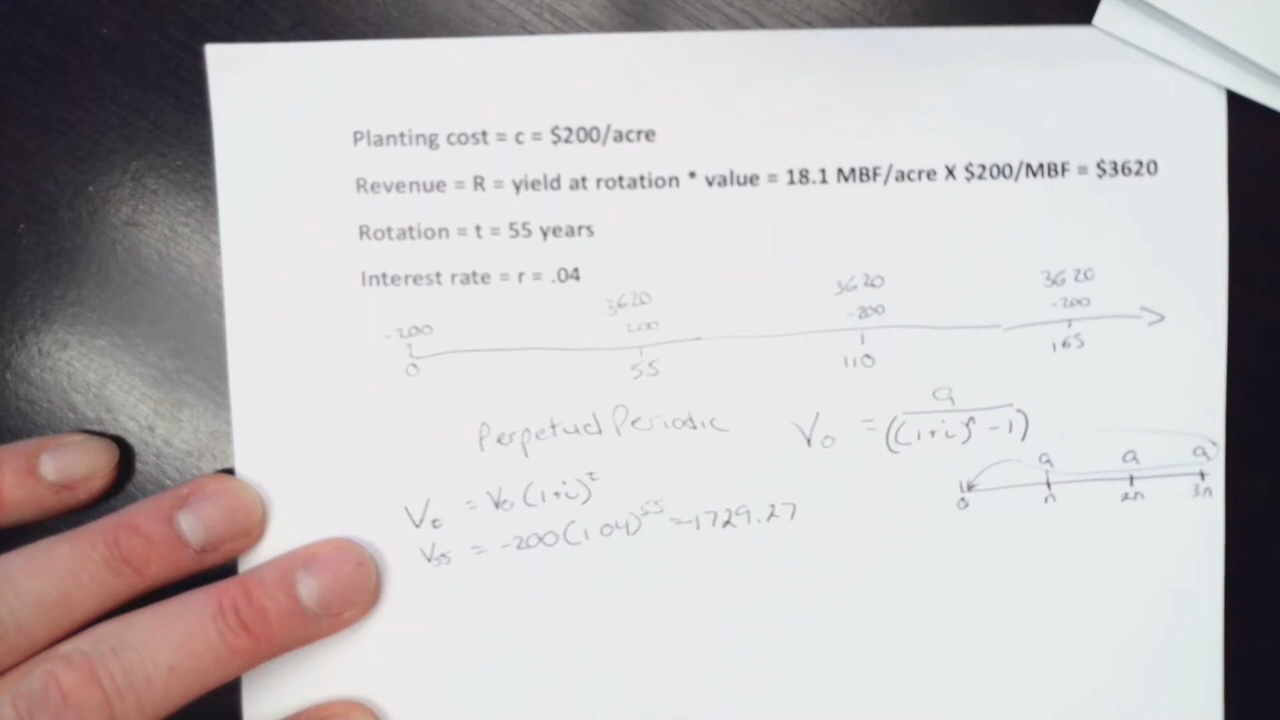 Planting cost = c = $200/acre
Revenue = R = yield at rotation * value = 18.1 MBF/acre X $200/MBF = $3620
Rotation = t = 55 years
Interest rate = r = .04
3620 3620 3620
-200 200 -200 -200
0 55 110 165
Perpetual Periodic V₀ = a / ((1+i)ᵗ - 1)
a a a
0 n 2n 3n
Vₜ = V₀ (1+i)ᵗ
V₅₅ = -200(1.04)⁵⁵ = -1729.27